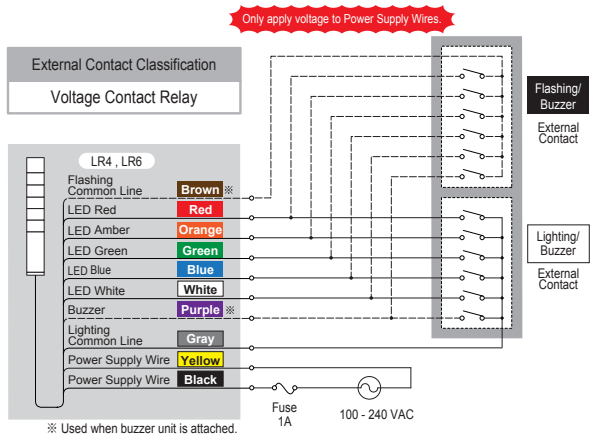 Only apply voltage to Power Supply Wires.
External Contact Classification
Voltage Contact Relay
Flashing/
Buzzer
External
Contact
LR4 , LR6
Flashing
Common Line
Brown ※
LED Red
Red
LED Amber
Orange
LED Green
Green
LED Blue
Blue
LED White
White
Buzzer
Purple ※
Lighting
Common Line
Gray
Power Supply Wire
Yellow
Power Supply Wire
Black
Lighting/
Buzzer
External
Contact
Fuse
1A
100 - 240 VAC
※ Used when buzzer unit is attached.